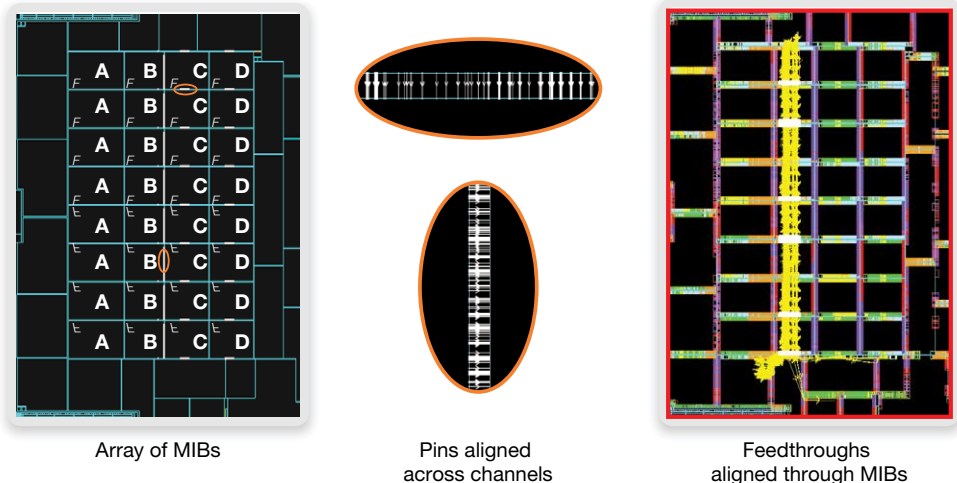 A B C D
F F F F
A B C D
F F F F
A B C D
F F F F
A B C D
F F F F
F F F F
A B C D
F F F F
A B C D
F F F F
A B C D
F F F F
A B C D
Array of MIBs
Pins aligned
across channels
Feedthroughs
aligned through MIBs